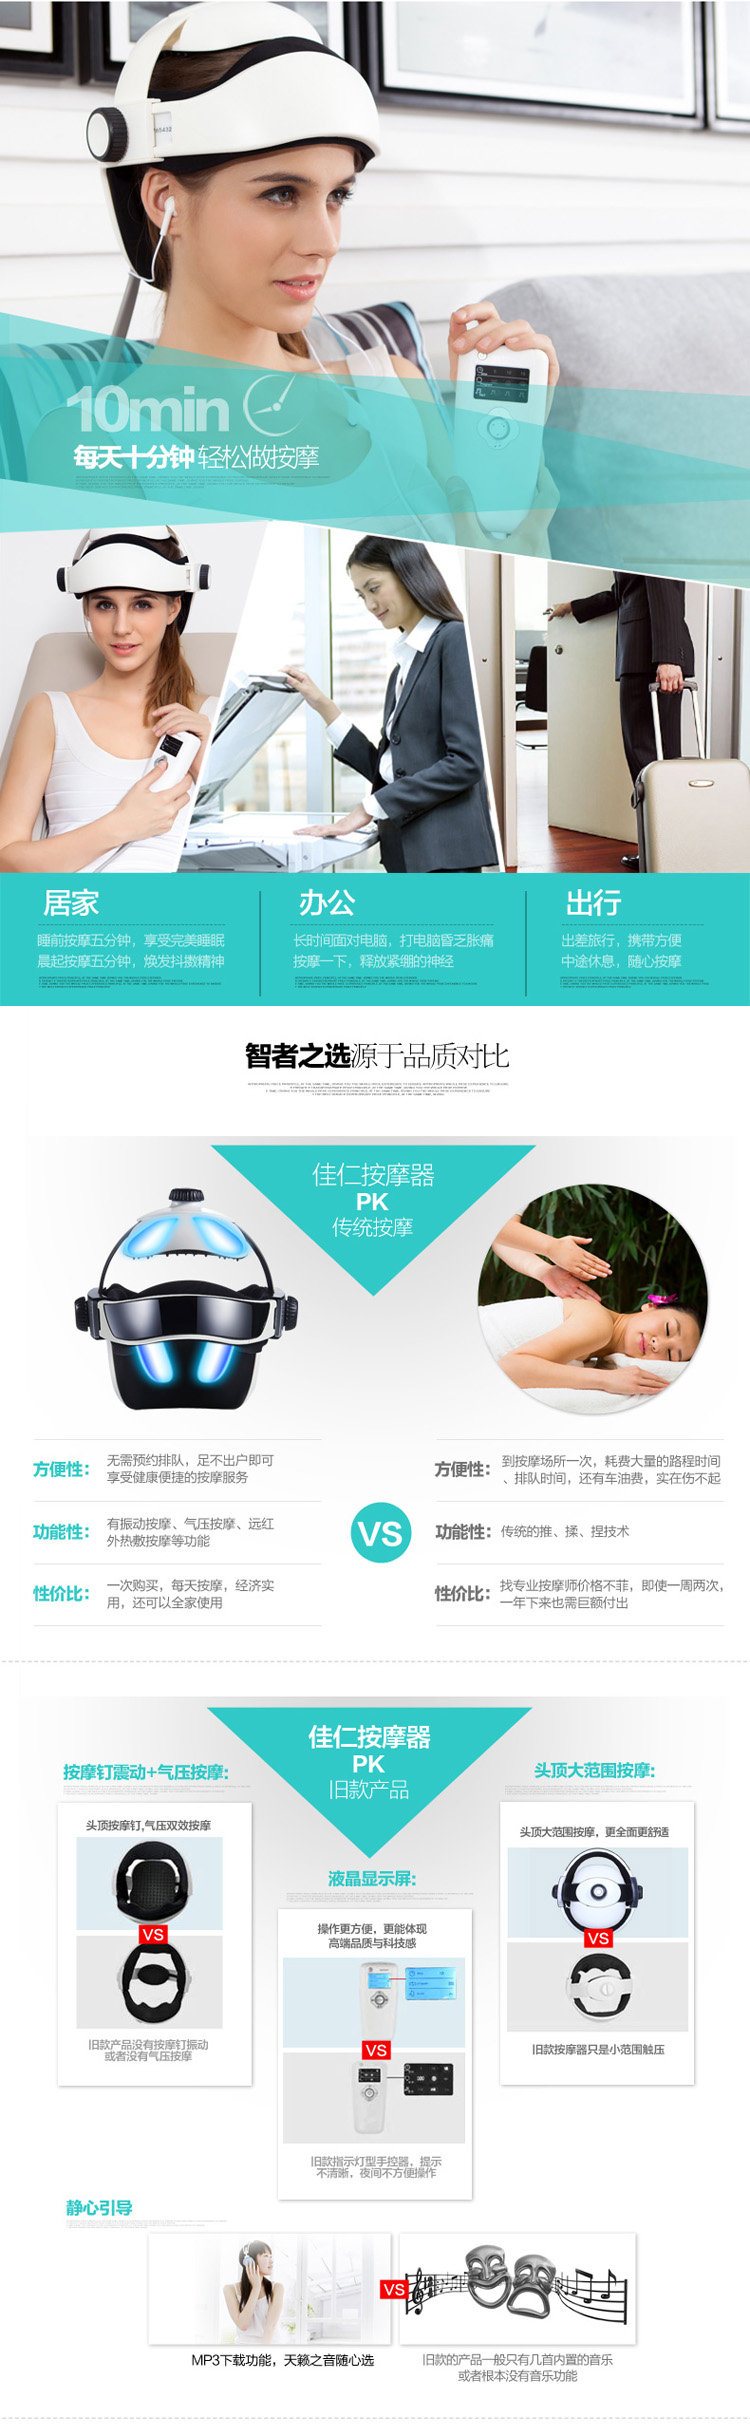 10min
每天十分钟 轻松做按摩
居家
睡前按摩五分钟，享受完美睡眠
晨起按摩五分钟，焕发抖擞精神
办公
长时间面对电脑，打电脑昏乏胀痛
按摩一下，释放紧绷的神经
出行
出差旅行，携带方便
中途休息，随心按摩
智者之选源于品质对比
佳仁按摩器
PK
传统按摩
方便性：
无需预约排队，足不出户即可
享受健康便捷的按摩服务
功能性：
有振动按摩、气压按摩、远红
外热敷按摩等功能
性价比：
一次购买，每天按摩，经济实
用，还可以全家使用
VS
方便性：
到按摩场所一次，耗费大量的路程时间
、排队时间，还有车油费，实在伤不起
功能性：
传统的推、揉、捏技术
性价比：
找专业按摩师价格不菲，即使一周两次，
一年下来也需巨额付出
佳仁按摩器
PK
旧款产品
按摩钉震动+气压按摩:
头顶按摩钉,气压双效按摩
VS
旧款产品没有按摩钉振动
或者没有气压按摩
液晶显示屏:
操作更方便，更能体现
高端品质与科技感
VS
旧款指示灯型手控器，提示
不清晰，夜间不方便操作
头顶大范围按摩:
头顶大范围按摩，更全面更舒适
VS
旧款按摩器只是小范围触压
静心引导
VS
MP3下载功能，天籁之音随心选
旧款的产品一般只有几首内置的音乐
或者根本没有音乐功能